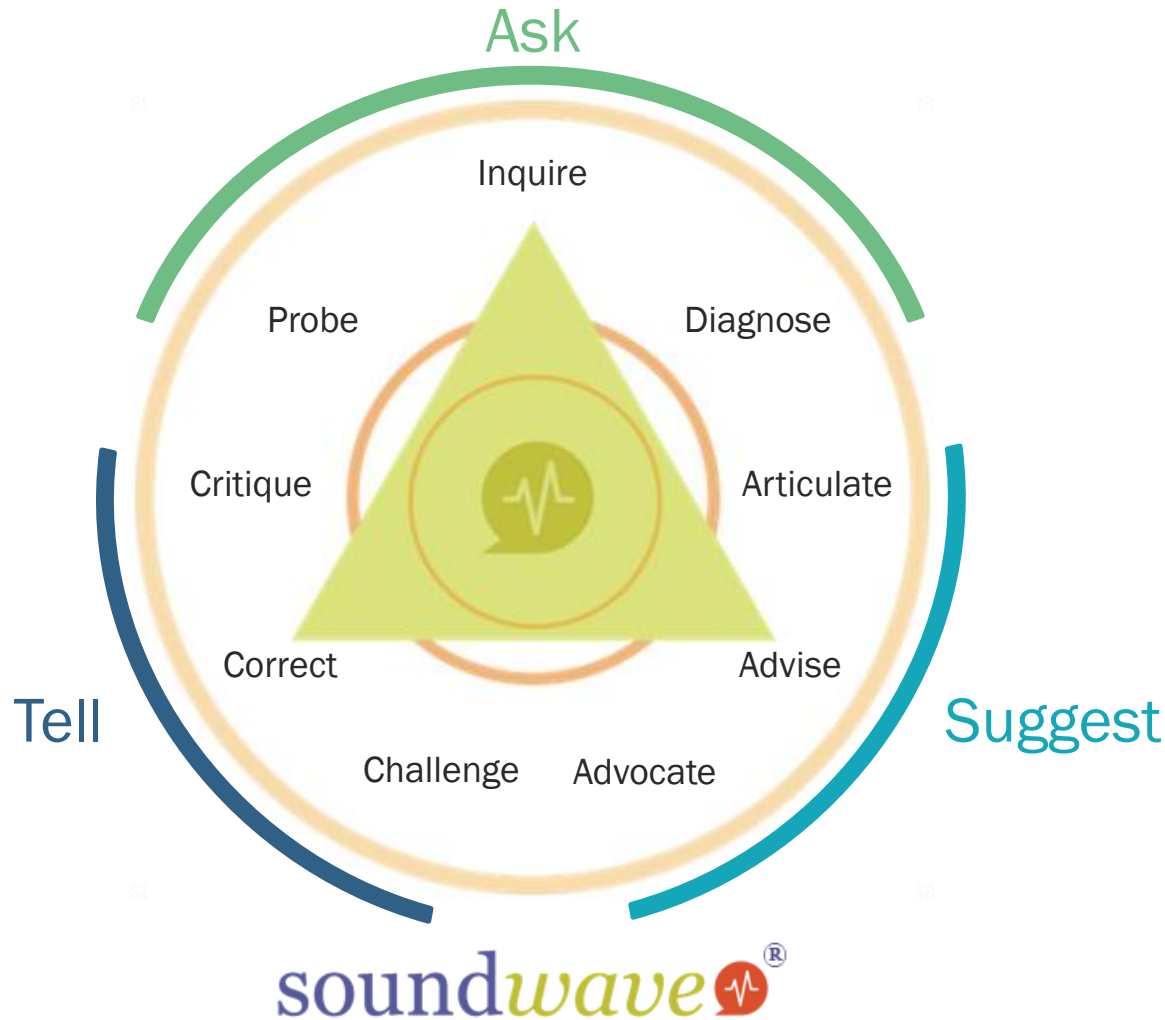 Ask
Inquire
Probe
Diagnose
Critique
Articulate
Correct
Advise
Tell
Suggest
Challenge
Advocate
soundwave®